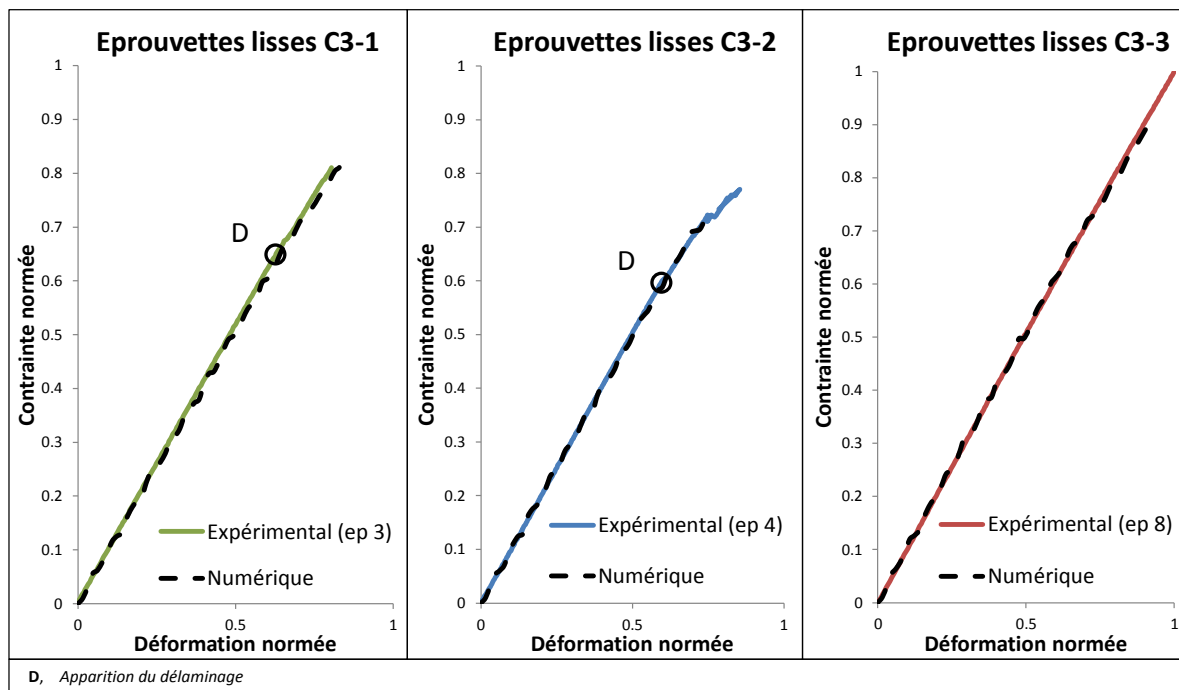 Eprouvettes lisses C3-1
Contrainte normée
1
0.9
0.8
0.7
0.6
0.5
0.4
0.3
0.2
0.1
0
D
Expérimental (ep 3)
Numérique
0
0.5
1
Déformation normée
Eprouvettes lisses C3-2
Contrainte normée
1
0.9
0.8
0.7
0.6
0.5
0.4
0.3
0.2
0.1
0
D
Expérimental (ep 4)
Numérique
0
0.5
1
Déformation normée
Eprouvettes lisses C3-3
Contrainte normée
1
0.9
0.8
0.7
0.6
0.5
0.4
0.3
0.2
0.1
0
Expérimental (ep 8)
Numérique
0
0.5
1
Déformation normée
D, Apparition du délaminage